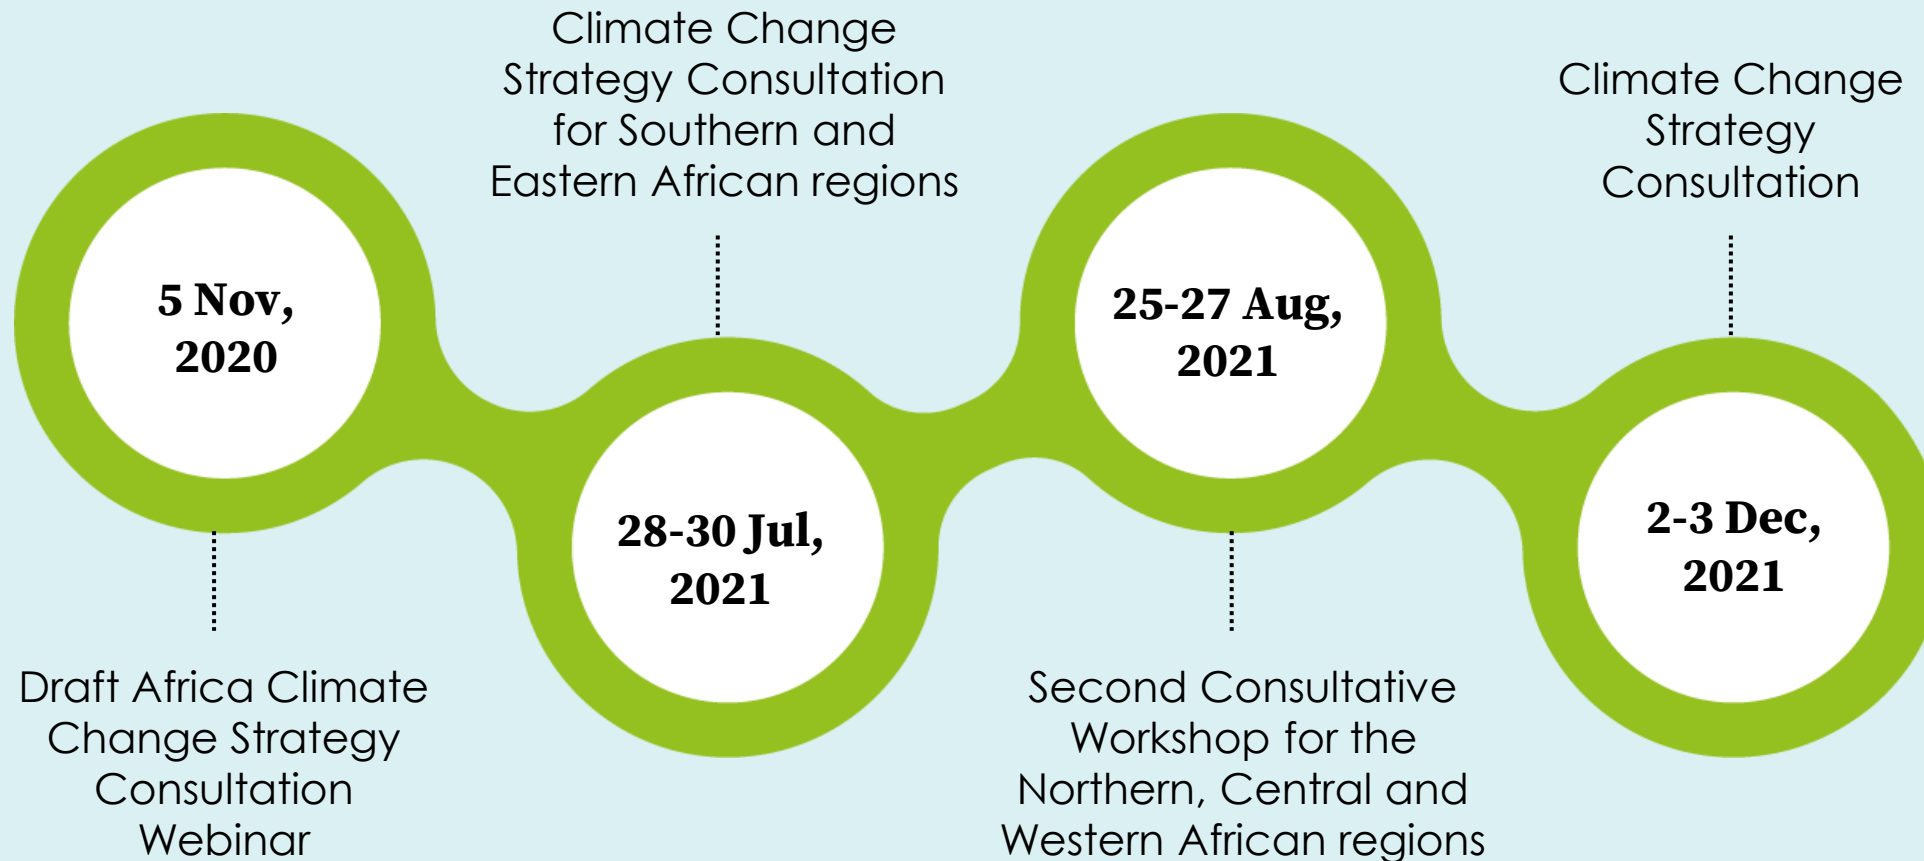 5 Nov,
2020
Draft Africa Climate
Change Strategy
Consultation
Webinar
Climate Change
Strategy Consultation
for Southern and
Eastern African regions
28-30 Jul,
2021
25-27 Aug,
2021
Second Consultative
Workshop for the
Northern, Central and
Western African regions
Climate Change
Strategy
Consultation
2-3 Dec,
2021